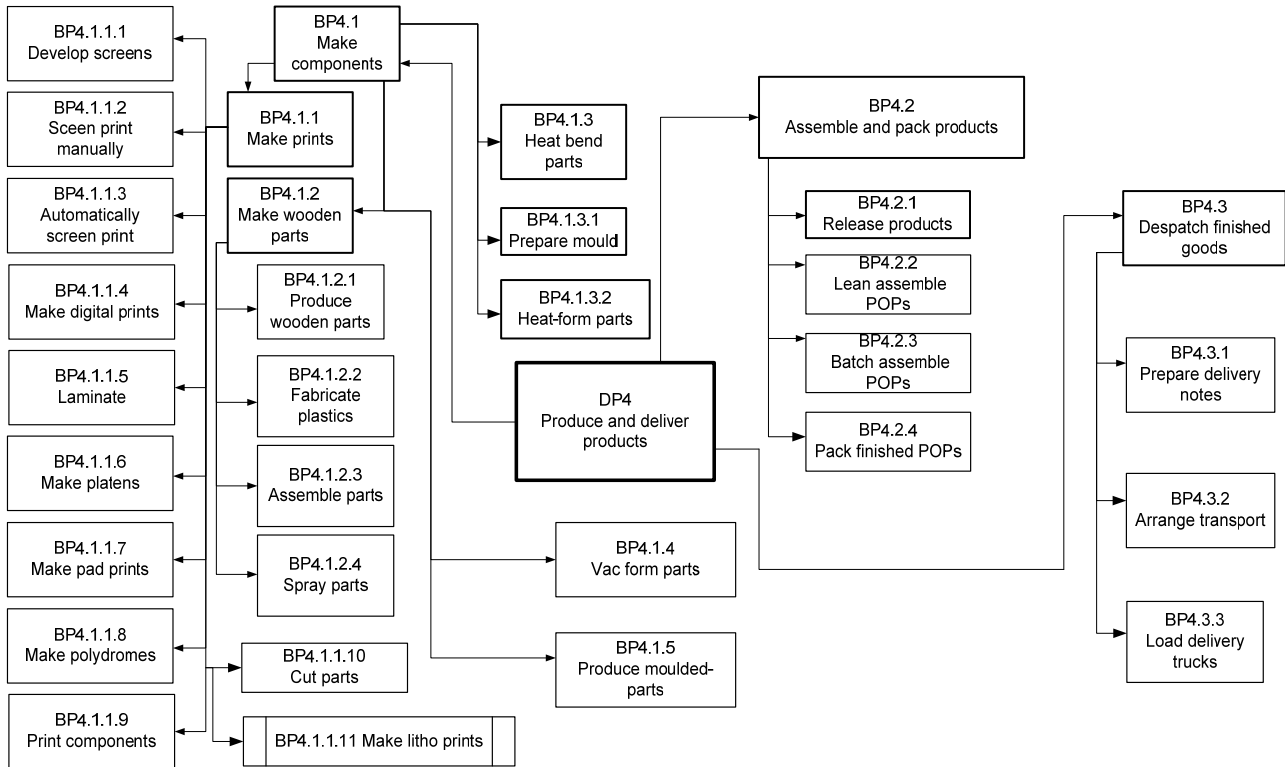 BP4.1.1.1
Develop screens
BP4.1.1.2
Sceen print
manually
BP4.1.1.3
Automatically
screen print
BP4.1.1.4
Make digital prints
BP4.1.1.5
Laminate
BP4.1.1.6
Make platens
BP4.1.1.7
Make pad prints
BP4.1.1.8
Make polydromes
BP4.1.1.9
Print components
BP4.1
Make
components
BP4.1.1
Make prints
BP4.1.2
Make wooden
parts
BP4.1.2.1
Produce
wooden parts
BP4.1.2.2
Fabricate
plastics
BP4.1.2.3
Assemble parts
BP4.1.2.4
Spray parts
BP4.1.1.10
Cut parts
BP4.1.1.11 Make litho prints
BP4.1.3
Heat bend
parts
BP4.1.3.1
Prepare mould
BP4.1.3.2
Heat-form parts
DP4
Produce and deliver
products
BP4.1.4
Vac form parts
BP4.1.5
Produce moulded-
parts
BP4.2
Assemble and pack products
BP4.2.1
Release products
BP4.2.2
Lean assemble
POPs
BP4.2.3
Batch assemble
POPs
BP4.2.4
Pack finished POPs
BP4.3
Despatch finished
goods
BP4.3.1
Prepare delivery
notes
BP4.3.2
Arrange transport
BP4.3.3
Load delivery
trucks